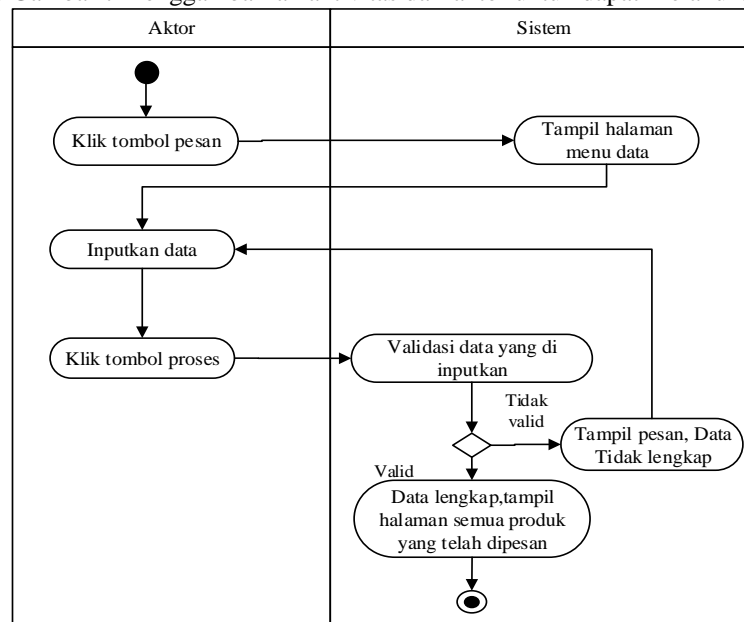 Aktor
Sistem
Klik tombol pesan
Tampil halaman
menu data
Inputkan data
Klik tombol proses
Validasi data yang di
inputkan
Tidak
valid
Tampil pesan, Data
Tidak lengkap
Valid
Data lengkap,tampil
halaman semua produk
yang telah dipesan